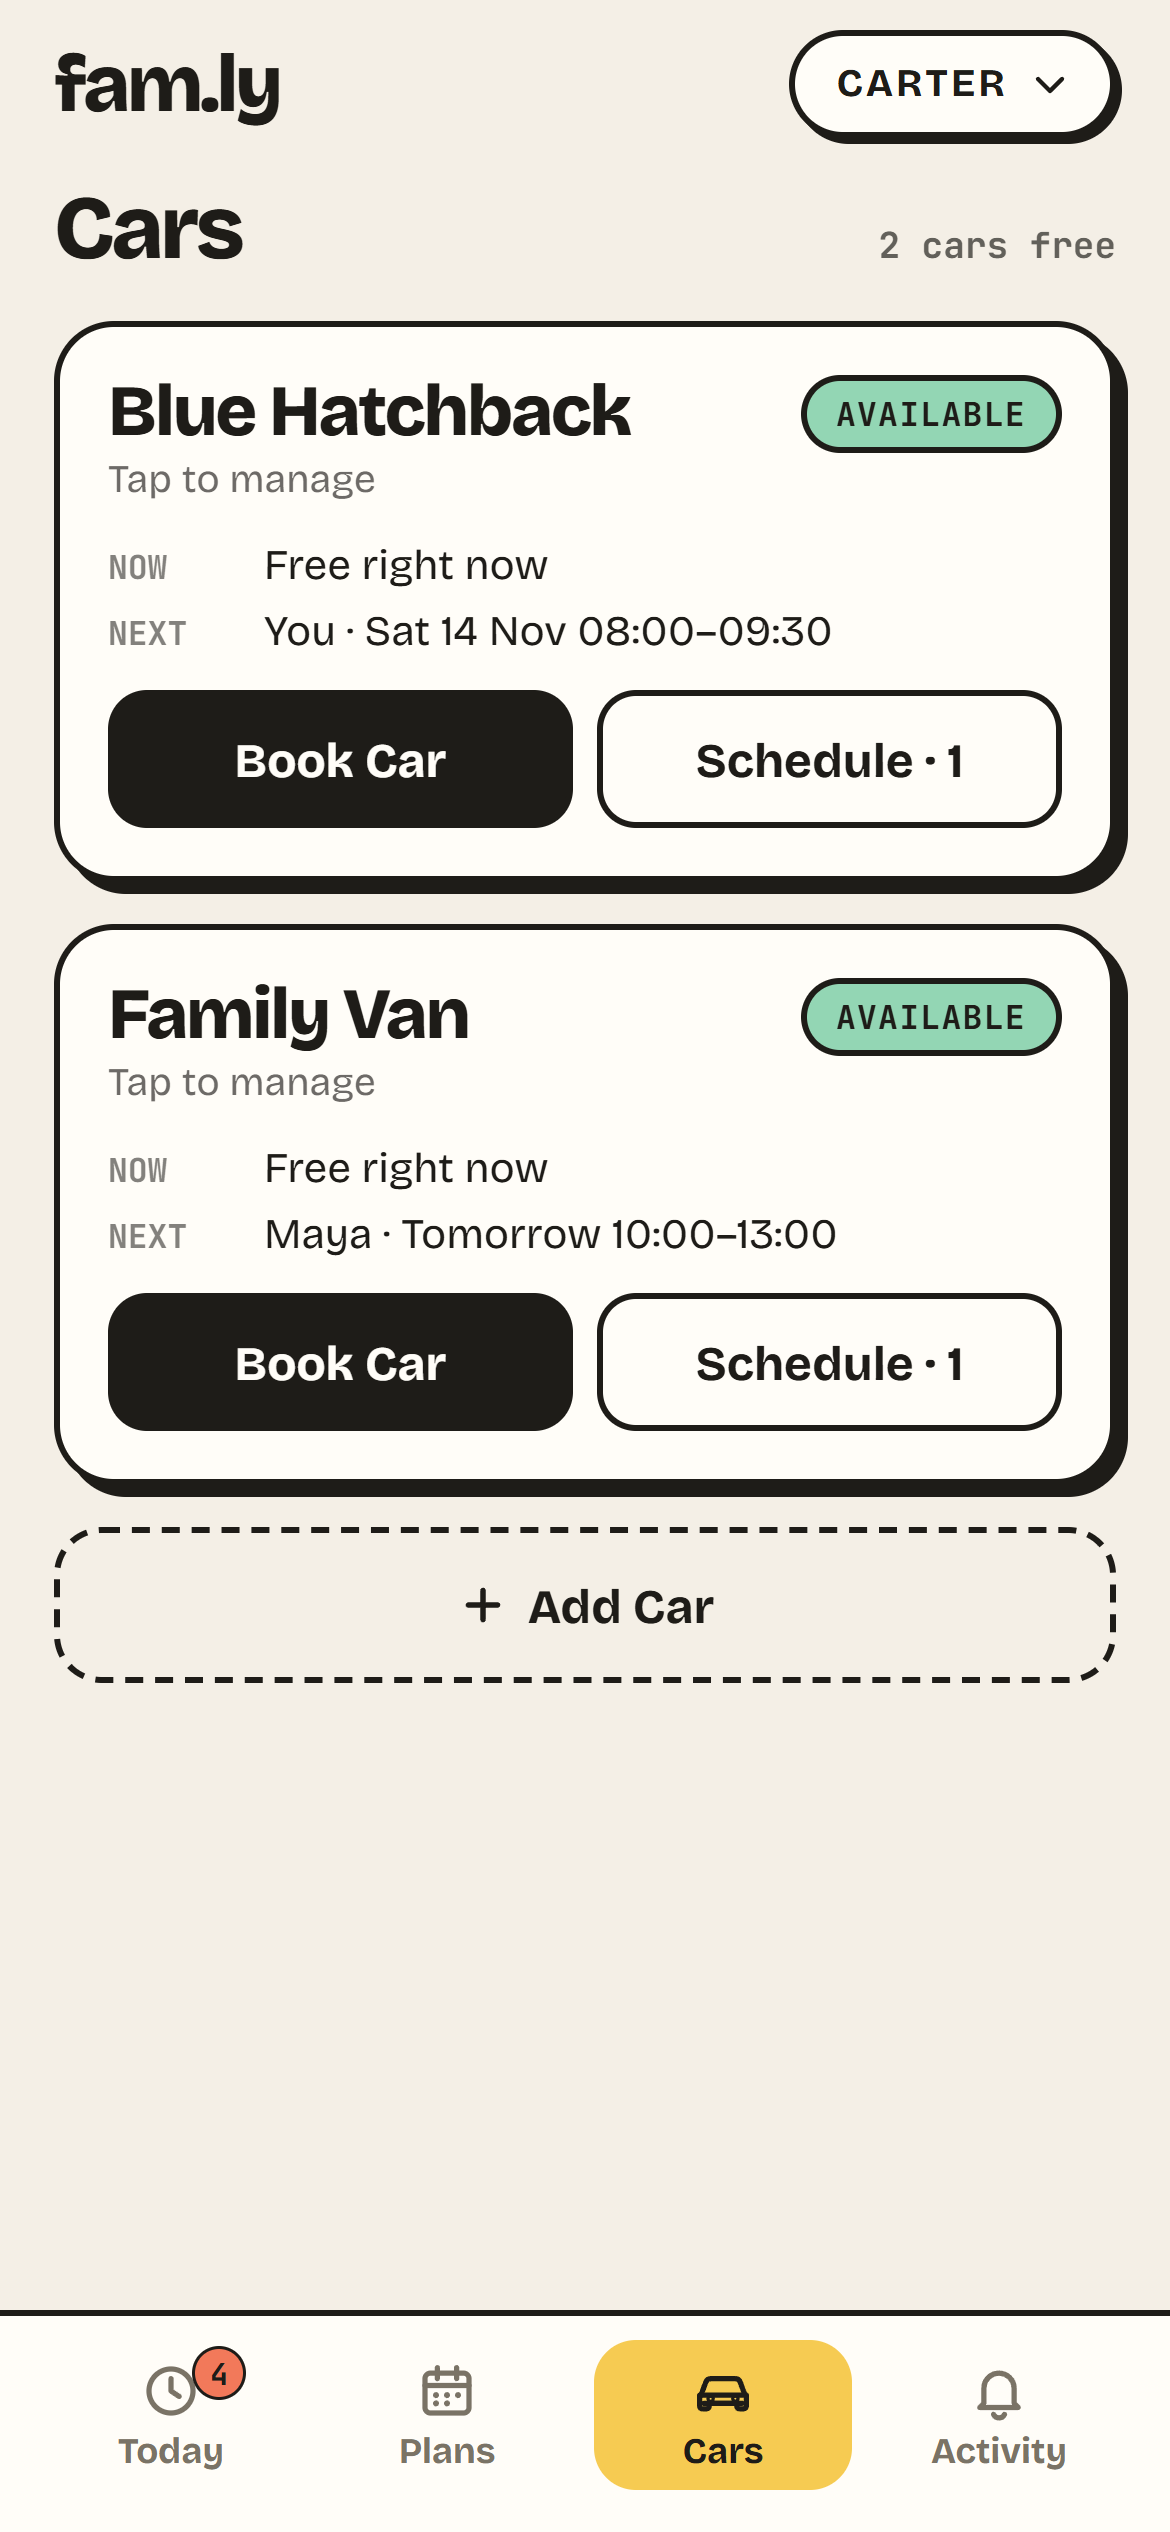 fam.ly
CARTER
Cars
2 cars free
Blue Hatchback
AVAILABLE
Tap to manage
NOW Free right now
NEXT You · Sat 14 Nov 08:00–09:30
Book Car
Schedule · 1
Family Van
AVAILABLE
Tap to manage
NOW Free right now
NEXT Maya · Tomorrow 10:00–13:00
Book Car
Schedule · 1
+ Add Car
4
Today
Plans
Cars
Activity